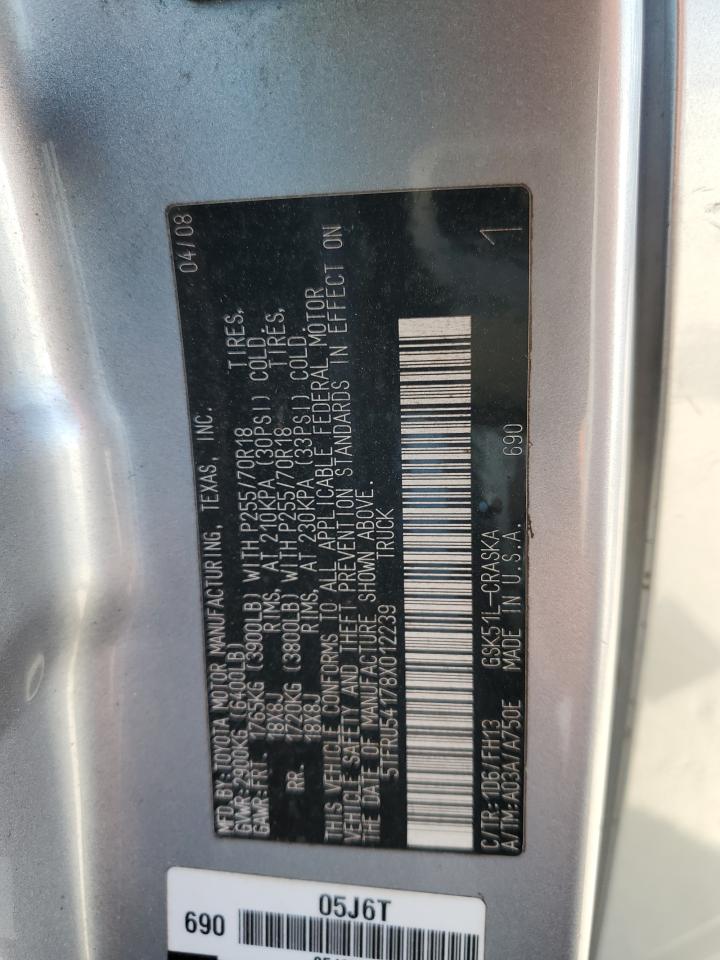 MFD. BY: TOYOTA MOTOR MANUFACTURING, TEXAS, INC. 04/08
GVWR: 2900KG (6400LB)
GAWR: FRT. 1765KG (3900LB) WITH P255/70R18 TIRES,
18X8J RIMS, AT 210KPA (30PSI) COLD.
RR. 1720KG (3800LB) WITH P255/70R18 TIRES,
18X8J RIMS, AT 230KPA (33PSI) COLD.
THIS VEHICLE CONFORMS TO ALL APPLICABLE FEDERAL MOTOR
VEHICLE SAFETY AND THEFT PREVENTION STANDARDS IN EFFECT ON
THE DATE OF MANUFACTURE SHOWN ABOVE.
5TFRU54178X012239 TRUCK
C/TR: 1D6/FH13 GSK51L-CRASKA 690
A/TM: A03A/A750E MADE IN U.S.A. 1
05J6T
690